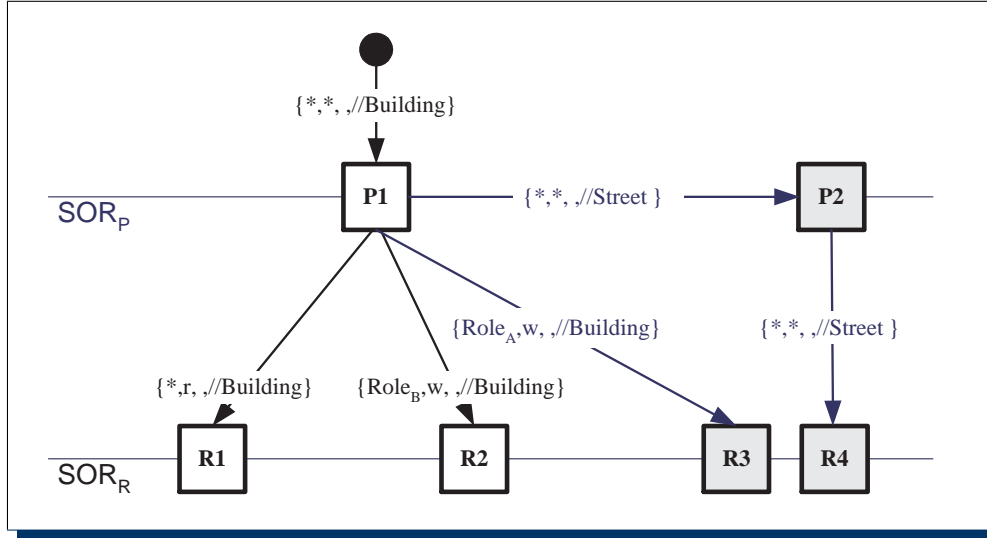 {*,*, ,//Building}
P1
{*,*, ,//Street }
P2
SOR_P
{Role_A,w, ,//Building}
{*,*, ,//Street }
{*,r, ,//Building}
{Role_B,w, ,//Building}
R1
R2
R3
R4
SOR_R